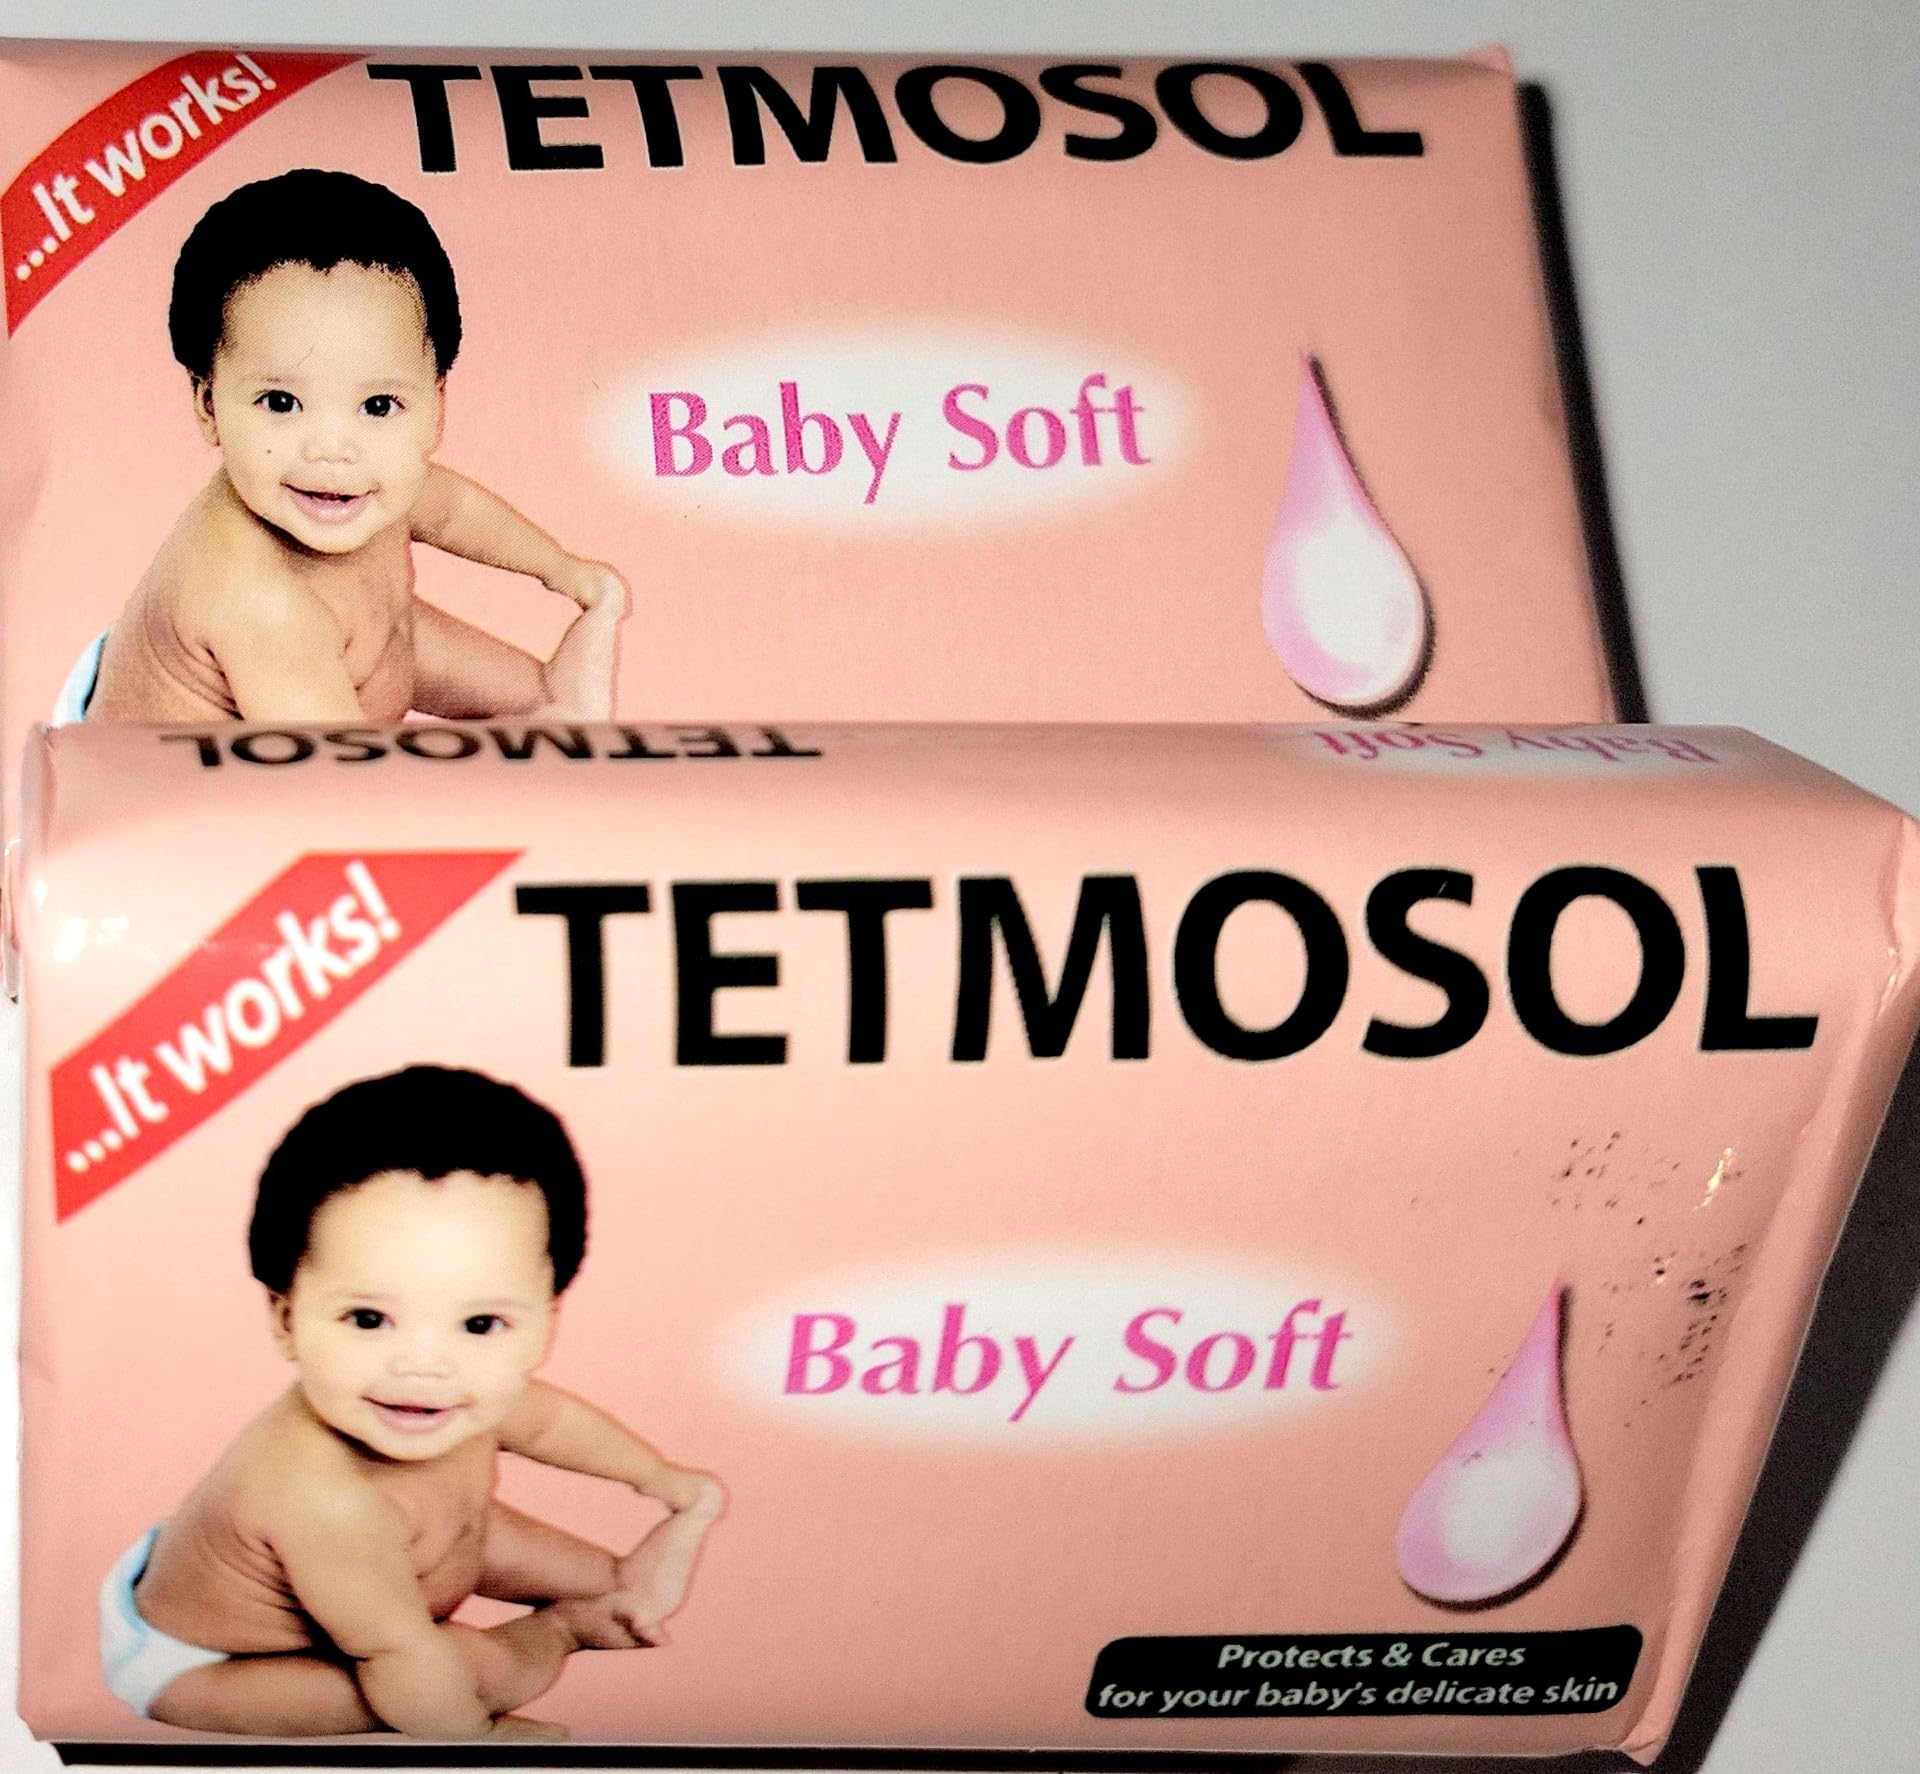 ...It works!
TETMOSOL
Baby Soft
TETMOSOL
Baby Soft
...It works!
TETMOSOL
Baby Soft
Protects & Cares
for your baby's delicate skin